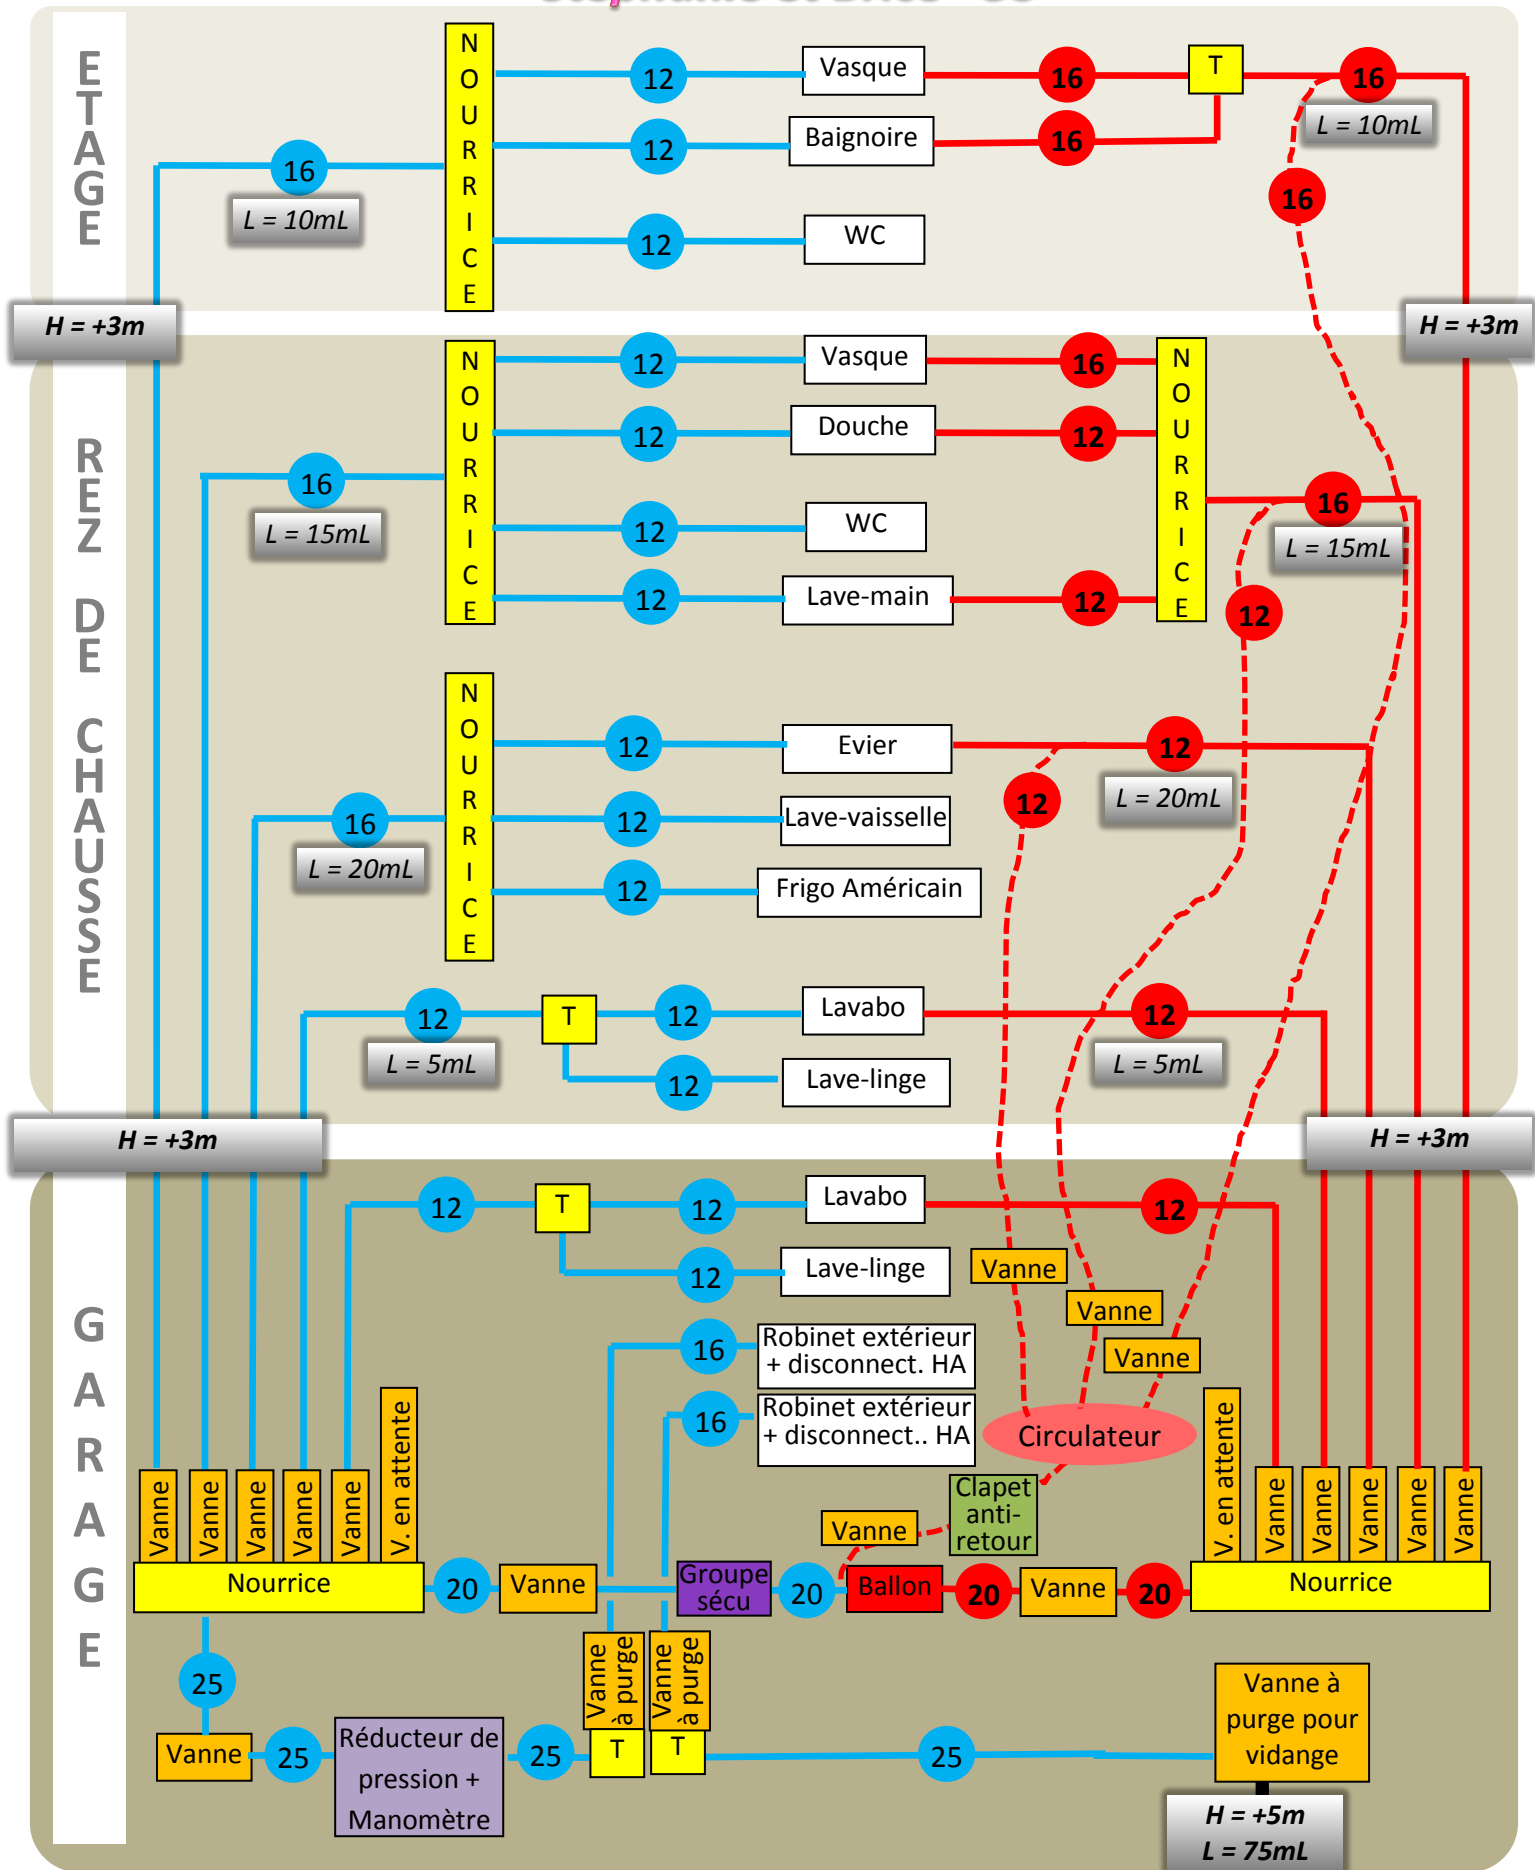 ETAGE
NOURRICE
12
Vasque
16
T
16
L = 10mL
12
Baignoire
16
16
L = 10mL
16
12
WC
H = +3m
H = +3m
REZ DE CHAUSSE
NOURRICE
12
Vasque
16
NOURRICE
12
Douche
12
16
L = 15mL
16
L = 15mL
12
WC
12
Lave-main
12
12
NOURRICE
12
Evier
12
L = 20mL
12
16
L = 20mL
12
Lave-vaisselle
12
Frigo Américain
12
L = 5mL
T
12
Lavabo
12
L = 5mL
12
Lave-linge
H = +3m
H = +3m
GARAGE
12
T
12
Lavabo
12
12
Lave-linge
Vanne
Vanne
Vanne
16
Robinet extérieur
+ disconnect. HA
16
Robinet extérieur
+ disconnect.. HA
Circulateur
Vanne
Vanne
Vanne
Vanne
Vanne
V. en attente
Clapet
anti-
retour
Vanne
V. en attente
Vanne
Vanne
Vanne
Vanne
Vanne
Nourrice
20
Vanne
Groupe
sécu
20
Ballon
20
Vanne
20
Nourrice
25
Vanne
à purge
Vanne
à purge
Vanne
25
Réducteur de
pression +
Manomètre
25
T
T
25
Vanne à
purge pour
vidange
H = +5m
L = 75mL